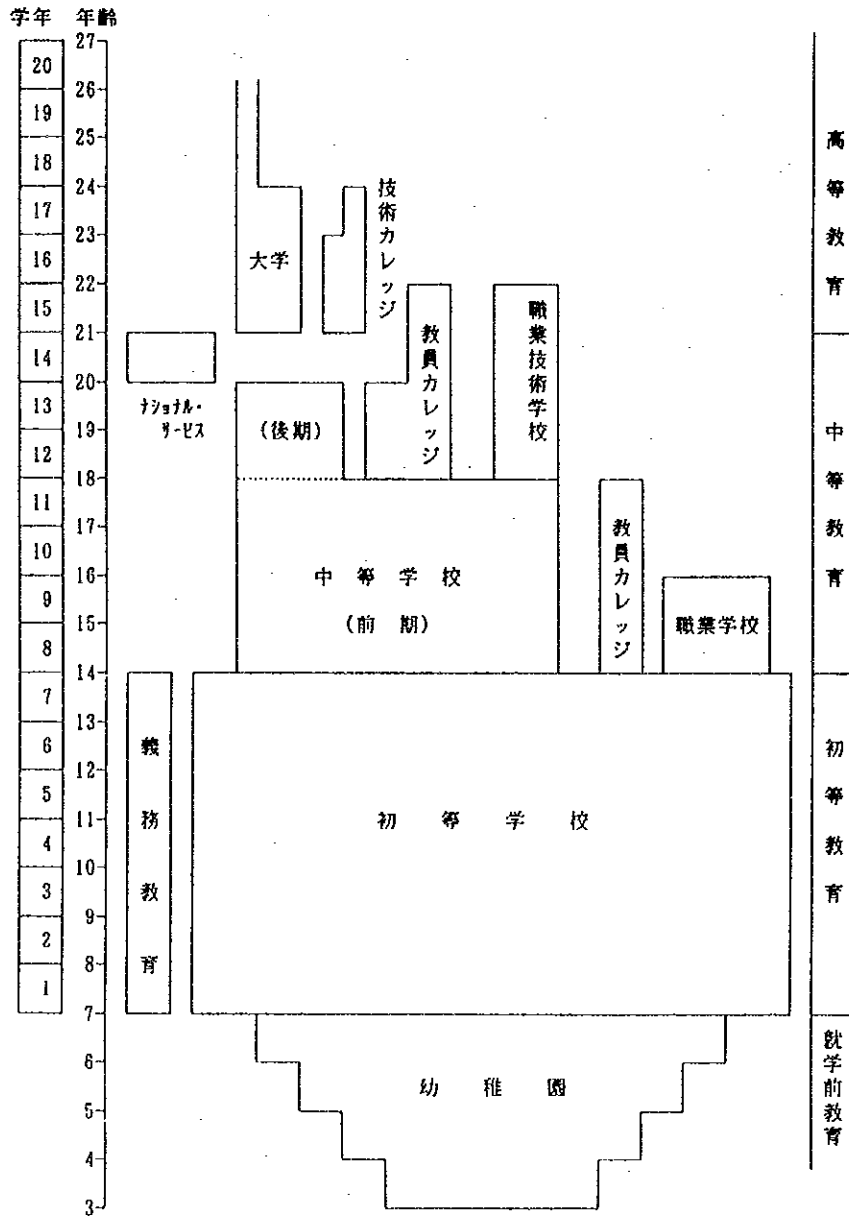 学年 年齢
27
20
26
19
25
18
24
17
23
16
22
15
21
14
20
13
19
12
18
11
17
10
16
9
15
8
14
7
13
6
12
5
11
4
10
3
9
2
8
1
7
6
5
4
3
大学
技術カレッジ
教員カレッジ
職業技術学校
ナショナル・
サービス
(後期)
中等学校
(前期)
教員カレッジ
職業学校
義務教育
初等学校
幼稚園
高等教育
中等教育
初等教育
就学前教育